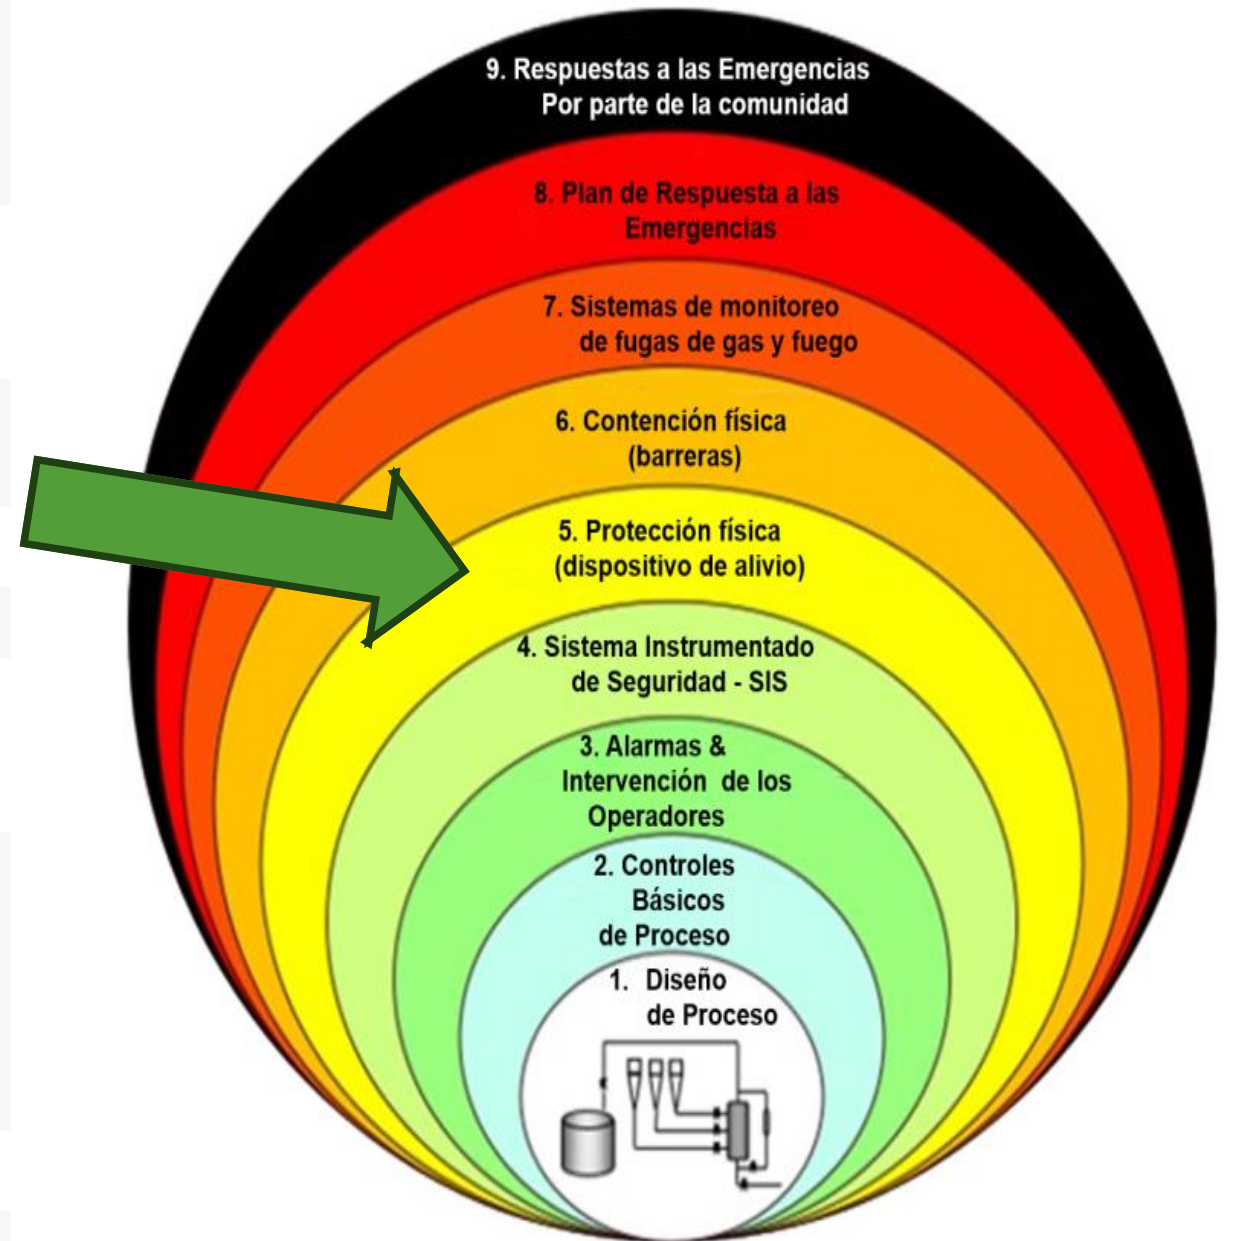 9. Respuestas a las Emergencias
Por parte de la comunidad
8. Plan de Respuesta a las
Emergencias
7. Sistemas de monitoreo
de fugas de gas y fuego
6. Contención física
(barreras)
5. Protección física
(dispositivo de alivio)
4. Sistema Instrumentado
de Seguridad - SIS
3. Alarmas &
Intervención de los
Operadores
2. Controles
Básicos
de Proceso
1. Diseño
de Proceso